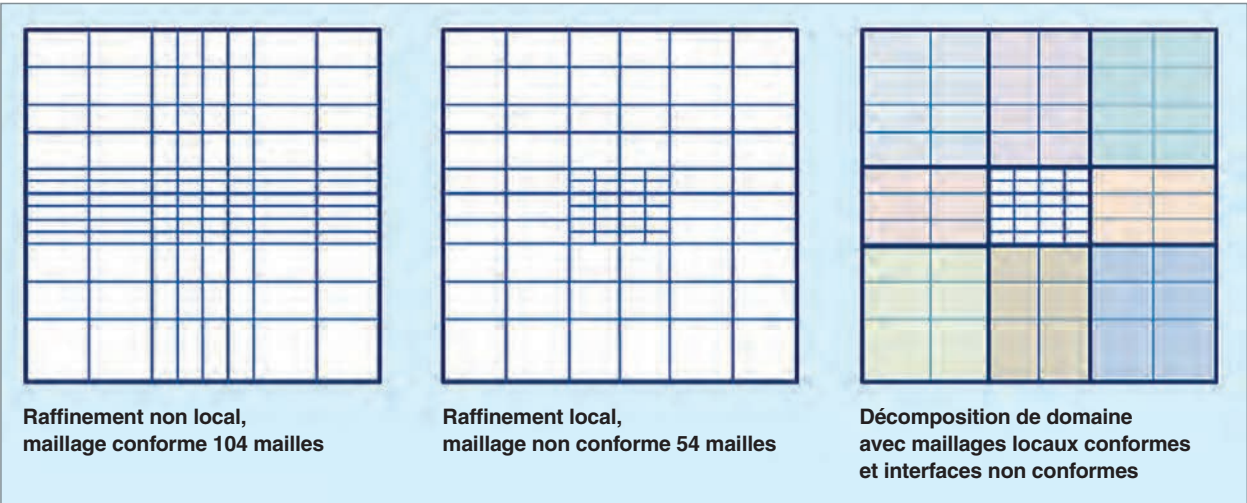 Raffinement non local,
maillage conforme 104 mailles
Raffinement local,
maillage non conforme 54 mailles
Décomposition de domaine
avec maillages locaux conformes
et interfaces non conformes